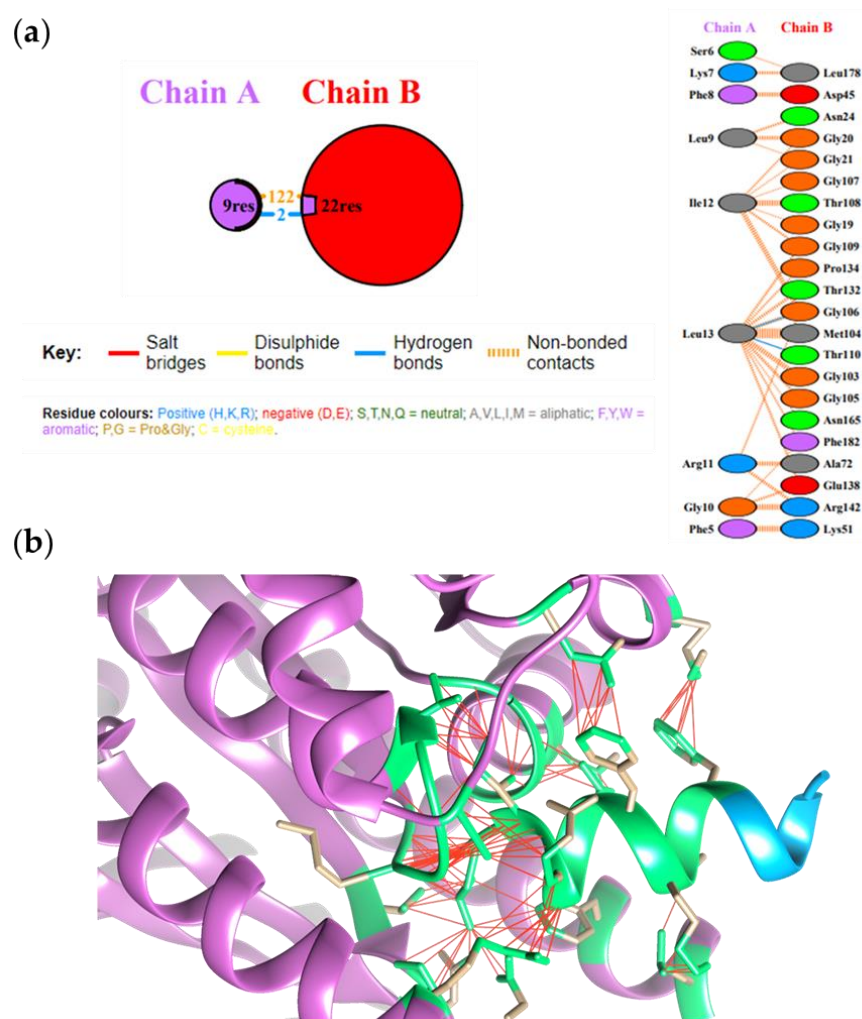 (a)
Chain A Chain B
9res
122
2
22res
Key:
Salt
bridges
Disulphide
bonds
Hydrogen
bonds
Non-bonded
contacts
Residue colours: Positive (H,K,R); negative (D,E); S,T,N,Q = neutral; A,V,L,I,M = aliphatic; F,Y,W =
aromatic; P,G = Pro&Gly; C = cysteine.
Chain A Chain B
Ser6
Lys7 Leu178
Phe8 Asp45
Asn24
Leu9 Gly20
Gly21
Gly107
Ile12 Thr108
Gly19
Gly109
Pro134
Thr132
Gly106
Leu13 Met104
Thr110
Gly103
Gly105
Asn165
Phe182
Arg11 Ala72
Glu138
Gly10 Arg142
Phe5 Lys51
(b)